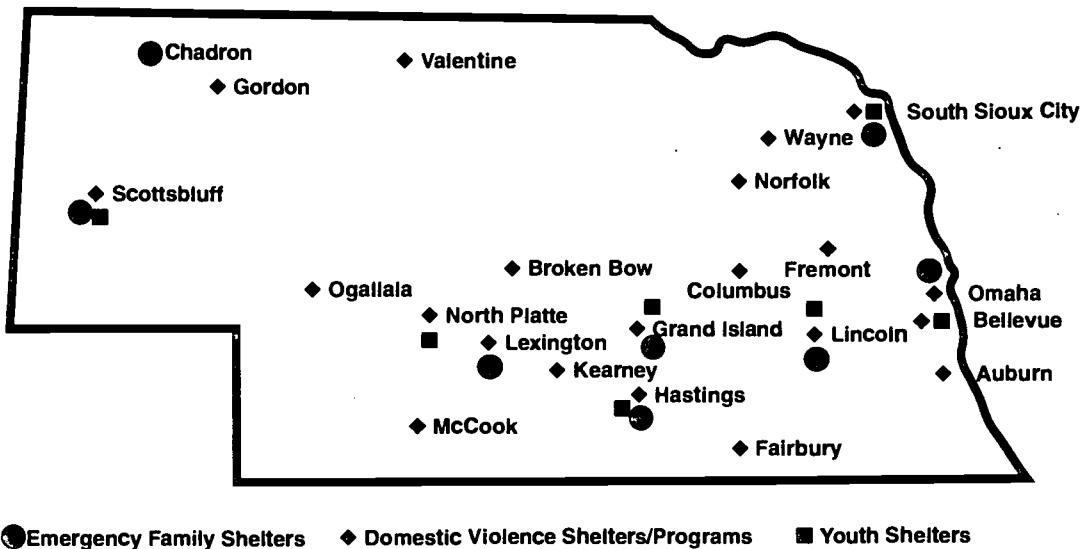 Chadron
Gordon
Valentine
South Sioux City
Wayne
Norfolk
Scottsbluff
Broken Bow
Fremont
Columbus
Ogallala
Omaha
North Platte
Bellevue
Grand Island
Lincoln
Lexington
Kearney
Auburn
Hastings
McCook
Fairbury
Emergency Family Shelters
Domestic Violence Shelters/Programs
Youth Shelters